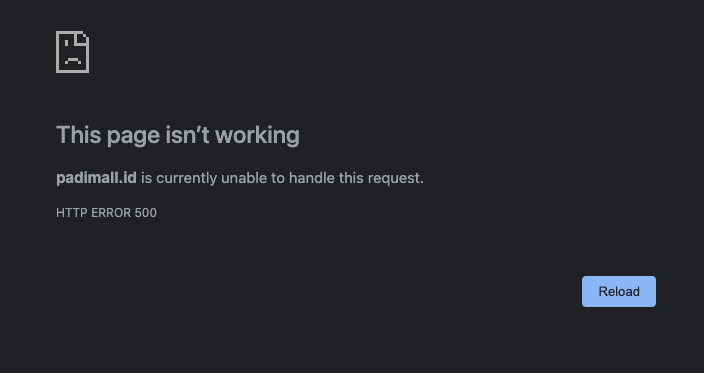 This page isn’t working
padimall.id is currently unable to handle this request.
HTTP ERROR 500
Reload